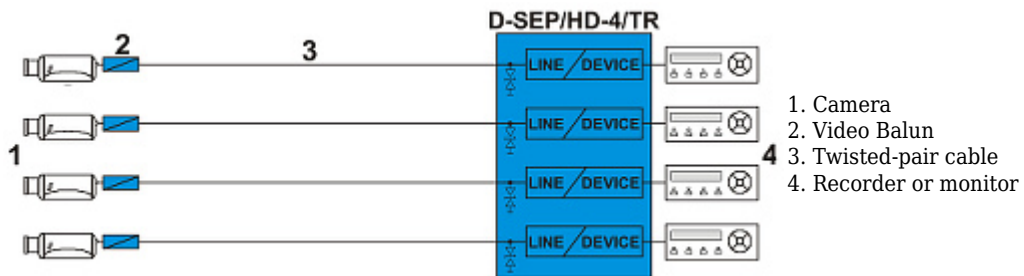 D-SEP/HD-4/TR
2
3
LINE DEVICE
LINE DEVICE
1
4
LINE DEVICE
LINE DEVICE
1. Camera
2. Video Balun
3. Twisted-pair cable
4. Recorder or monitor